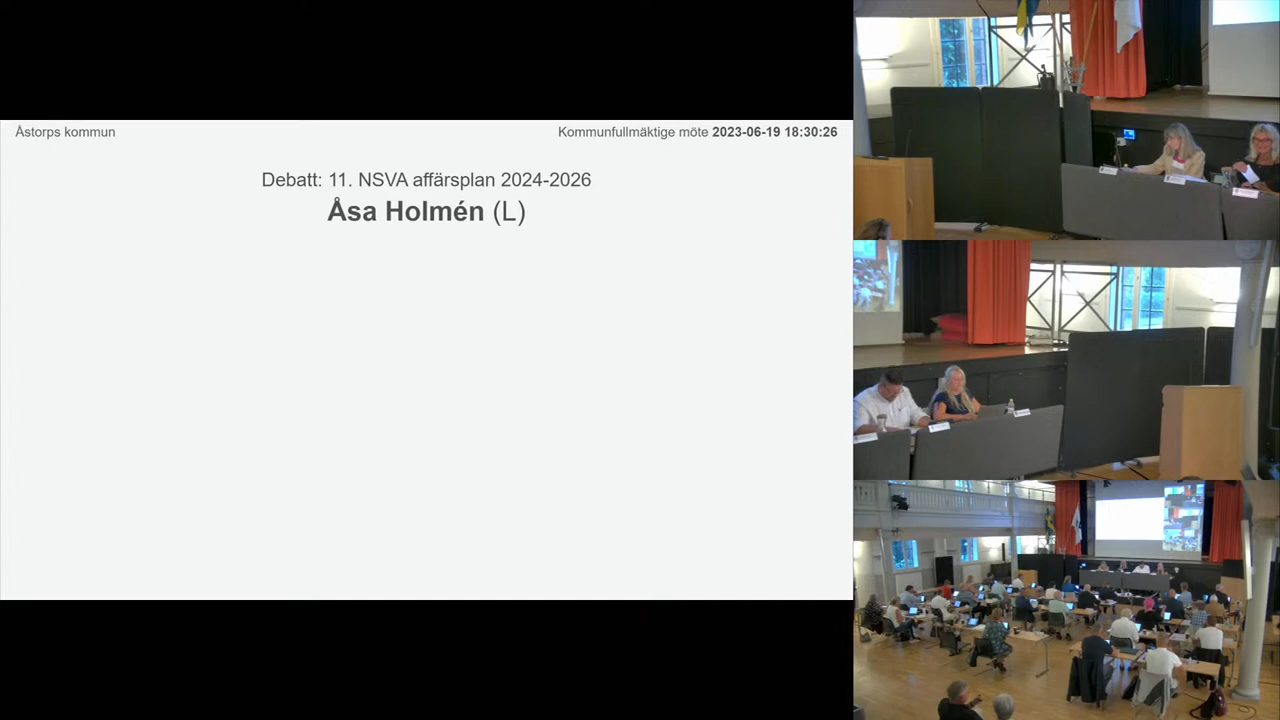 Åstorps kommun
Kommunfullmäktige möte 2023-06-19 18:30:26
Debatt: 11. NSVA affärsplan 2024-2026
Åsa Holmén (L)